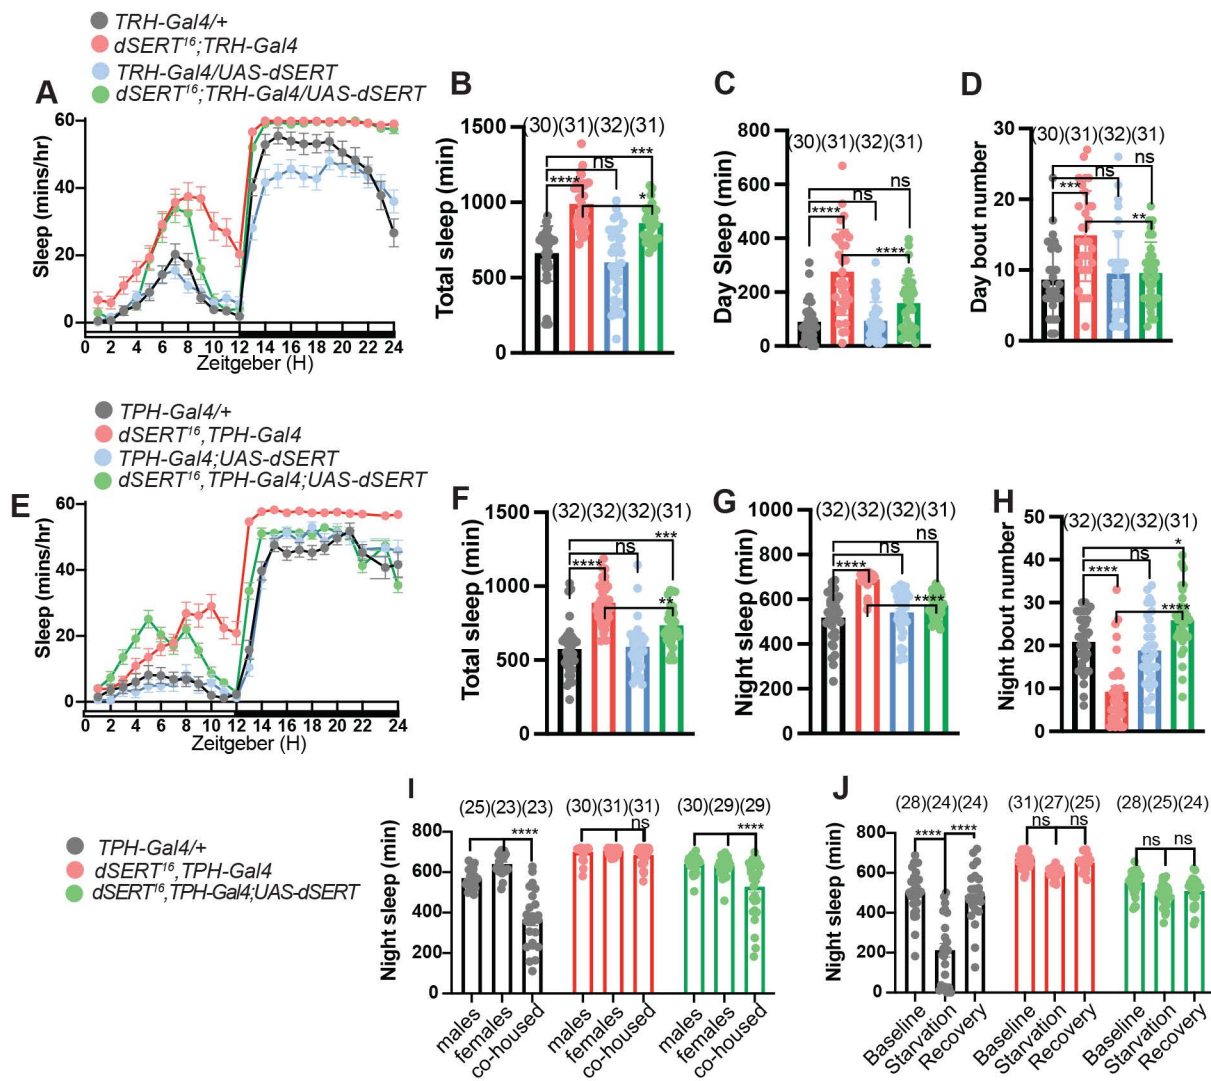 TRH-Gal4/+
dSERT16;TRH-Gal4
TRH-Gal4/UAS-dSERT
dSERT16;TRH-Gal4/UAS-dSERT
A
Sleep (mins/hr)
60
40
20
0
0 2 4 6 8 10 12 14 16 18 20 22 24
Zeitgeber (H)
B
Total sleep (min)
1500
1000
500
0
(30)(31)(32)(31)
***
ns
****
*
C
Day Sleep (min)
800
600
400
200
0
(30)(31)(32)(31)
ns
ns
****
****
D
Day bout number
30
20
10
0
(30)(31)(32)(31)
ns
ns
***
**
TPH-Gal4/+
dSERT16,TPH-Gal4
TPH-Gal4;UAS-dSERT
dSERT16,TPH-Gal4;UAS-dSERT
E
Sleep (mins/hr)
60
40
20
0
0 2 4 6 8 10 12 14 16 18 20 22 24
Zeitgeber (H)
F
Total sleep (min)
1500
1000
500
0
(32)(32)(32)(31)
***
ns
****
**
G
Night sleep (min)
1000
800
600
400
200
0
(32)(32)(32)(31)
ns
ns
****
****
H
Night bout number
50
40
30
20
10
0
(32)(32)(32)(31)
*
ns
****
****
TPH-Gal4/+
dSERT16,TPH-Gal4
dSERT16,TPH-Gal4;UAS-dSERT
I
Night sleep (min)
800
600
400
200
0
(25)(23)(23) (30)(31)(31) (30)(29)(29)
**** ns ****
males females co-housed males females co-housed males females co-housed
J
Night sleep (min)
800
600
400
200
0
(28)(24)(24) (31)(27)(25) (28)(25)(24)
**** **** ns ns ns ns
Baseline Starvation Recovery Baseline Starvation Recovery Baseline Starvation Recovery